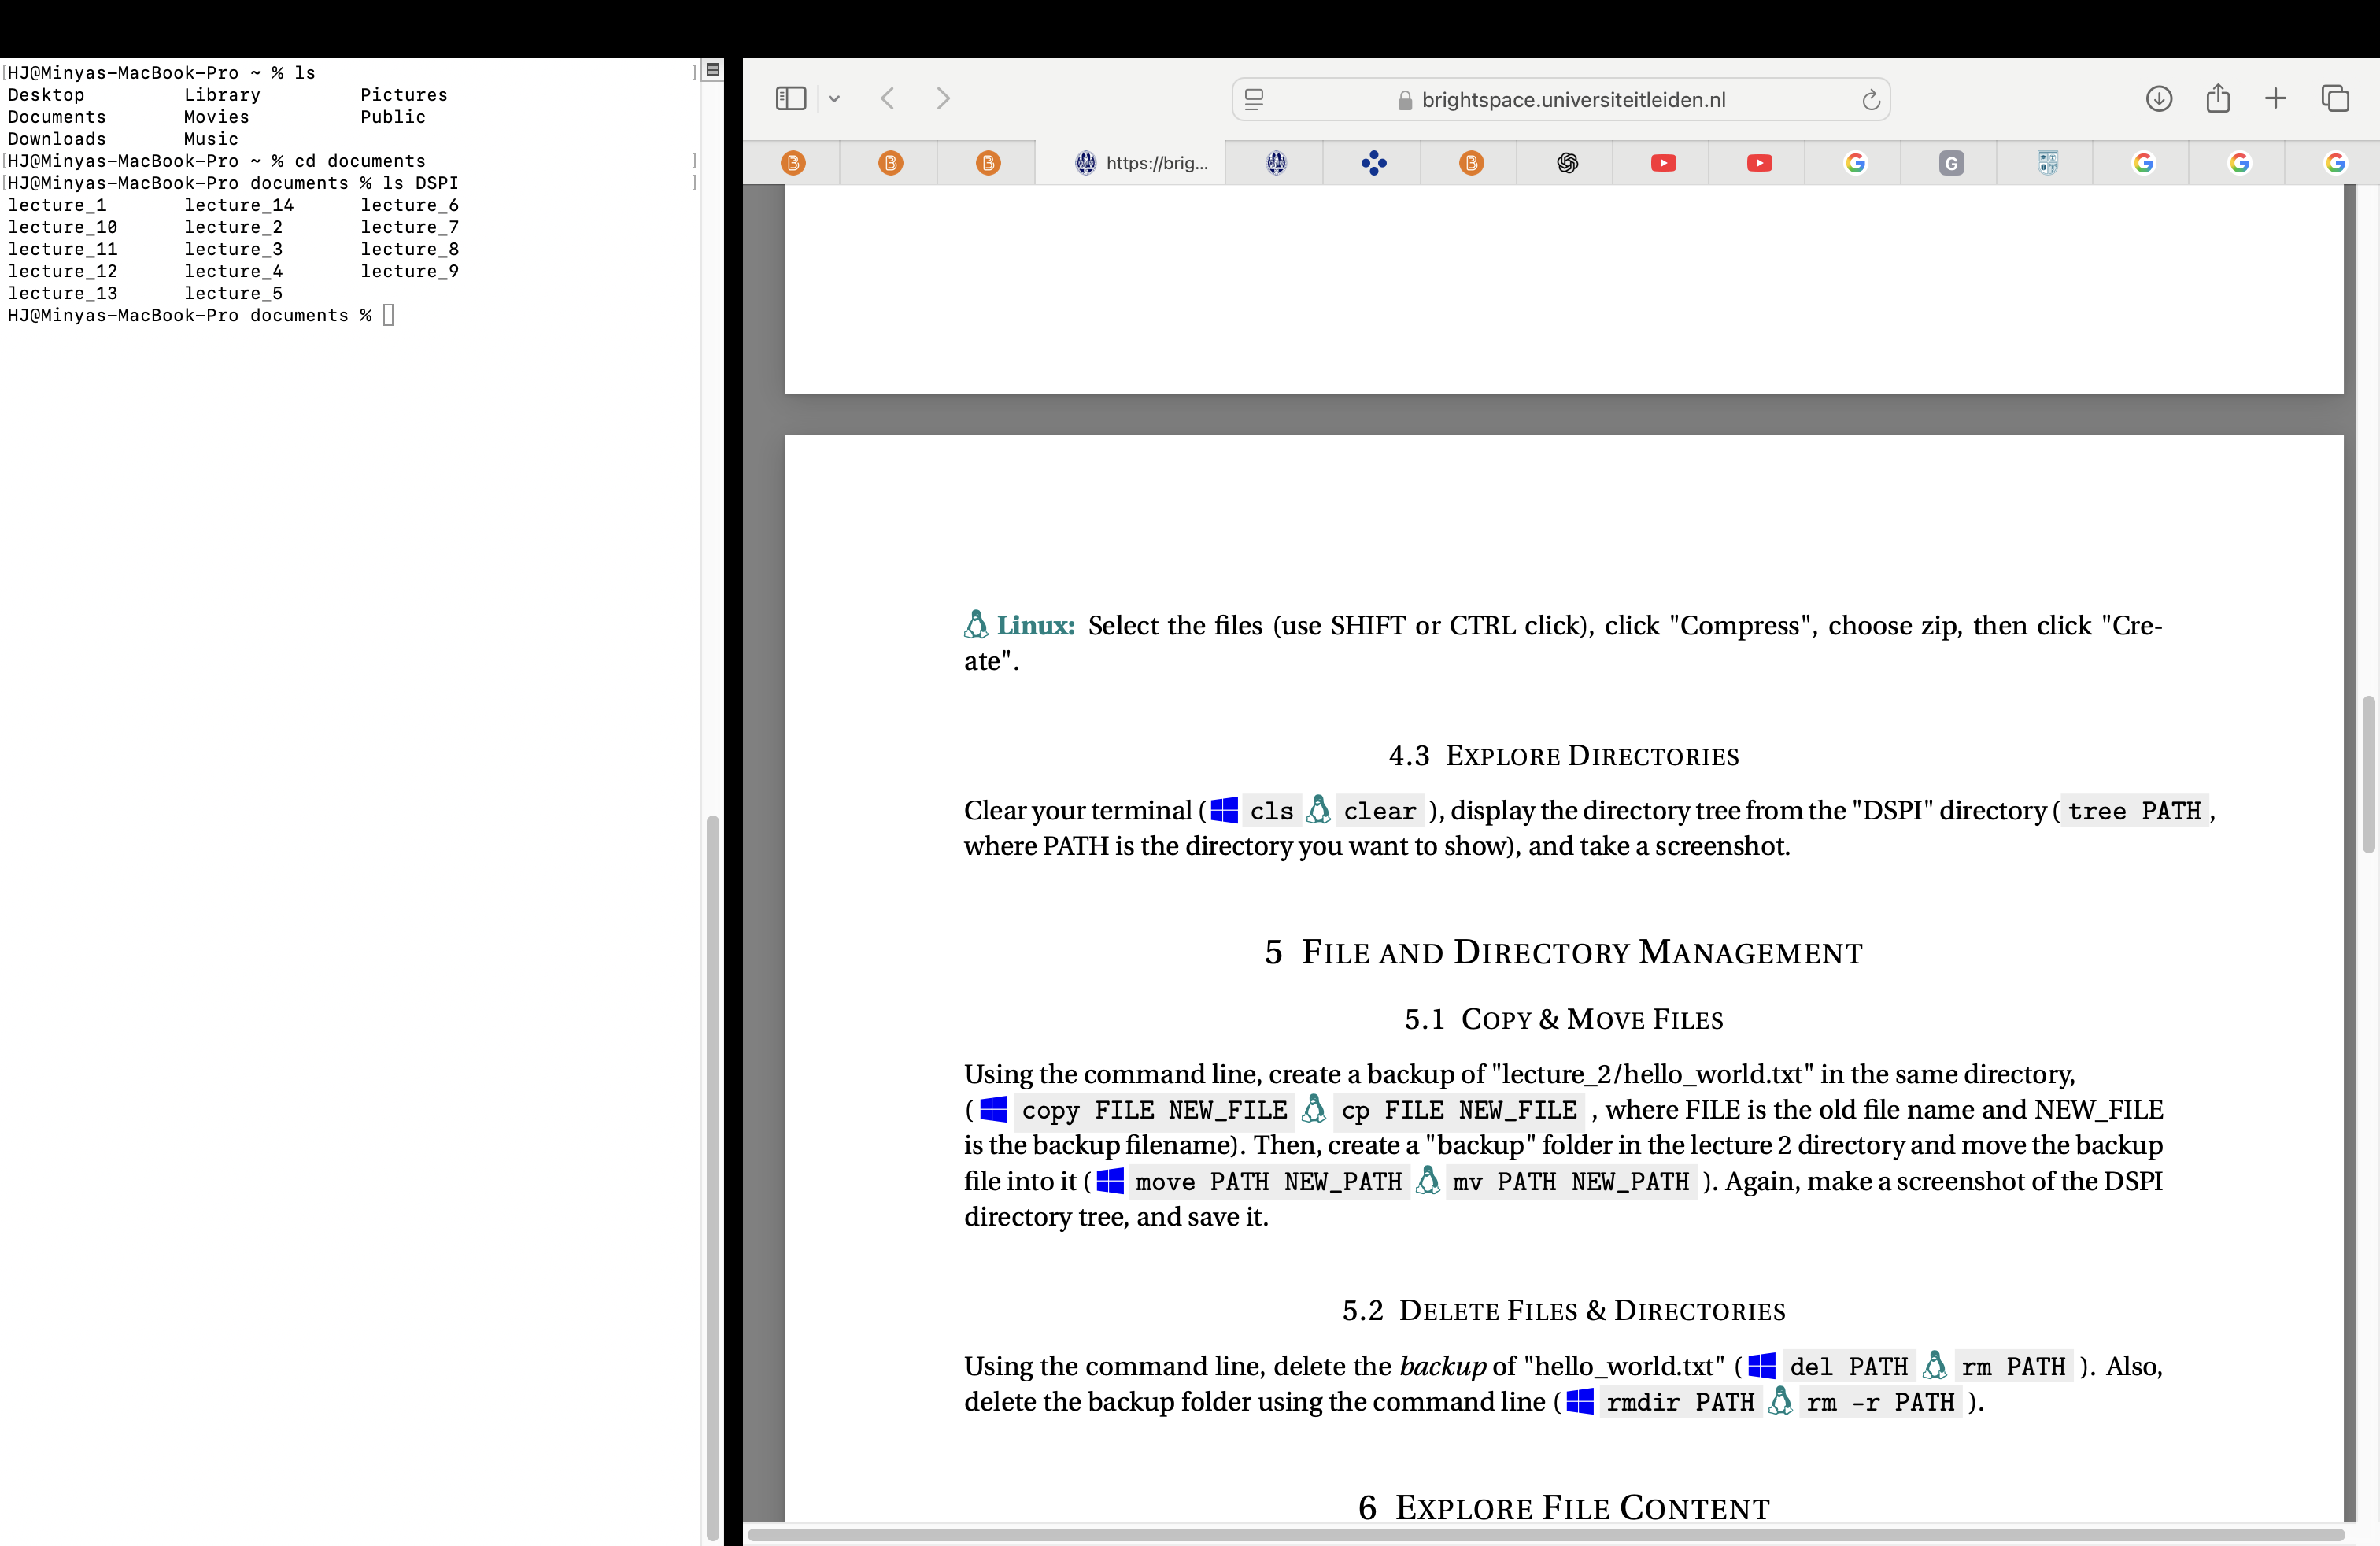 HJ@Minyas-MacBook-Pro ~ % ls
Desktop Library Pictures
Documents Movies Public
Downloads Music
HJ@Minyas-MacBook-Pro ~ % cd documents
HJ@Minyas-MacBook-Pro documents % ls DSPI
lecture_1 lecture_14 lecture_6
lecture_10 lecture_2 lecture_7
lecture_11 lecture_3 lecture_8
lecture_12 lecture_4 lecture_9
lecture_13 lecture_5
HJ@Minyas-MacBook-Pro documents %
brightspace.universiteitleiden.nl
https://brig...
Linux: Select the files (use SHIFT or CTRL click), click "Compress", choose zip, then click "Cre-
ate".
4.3 EXPLORE DIRECTORIES
Clear your terminal ( cls clear ), display the directory tree from the "DSPI" directory ( tree PATH ,
where PATH is the directory you want to show), and take a screenshot.
5 FILE AND DIRECTORY MANAGEMENT
5.1 COPY & MOVE FILES
Using the command line, create a backup of "lecture_2/hello_world.txt" in the same directory,
( copy FILE NEW_FILE cp FILE NEW_FILE , where FILE is the old file name and NEW_FILE
is the backup filename). Then, create a "backup" folder in the lecture 2 directory and move the backup
file into it ( move PATH NEW_PATH mv PATH NEW_PATH ). Again, make a screenshot of the DSPI
directory tree, and save it.
5.2 DELETE FILES & DIRECTORIES
Using the command line, delete the backup of "hello_world.txt" ( del PATH rm PATH ). Also,
delete the backup folder using the command line ( rmdir PATH rm -r PATH ).
6 EXPLORE FILE CONTENT